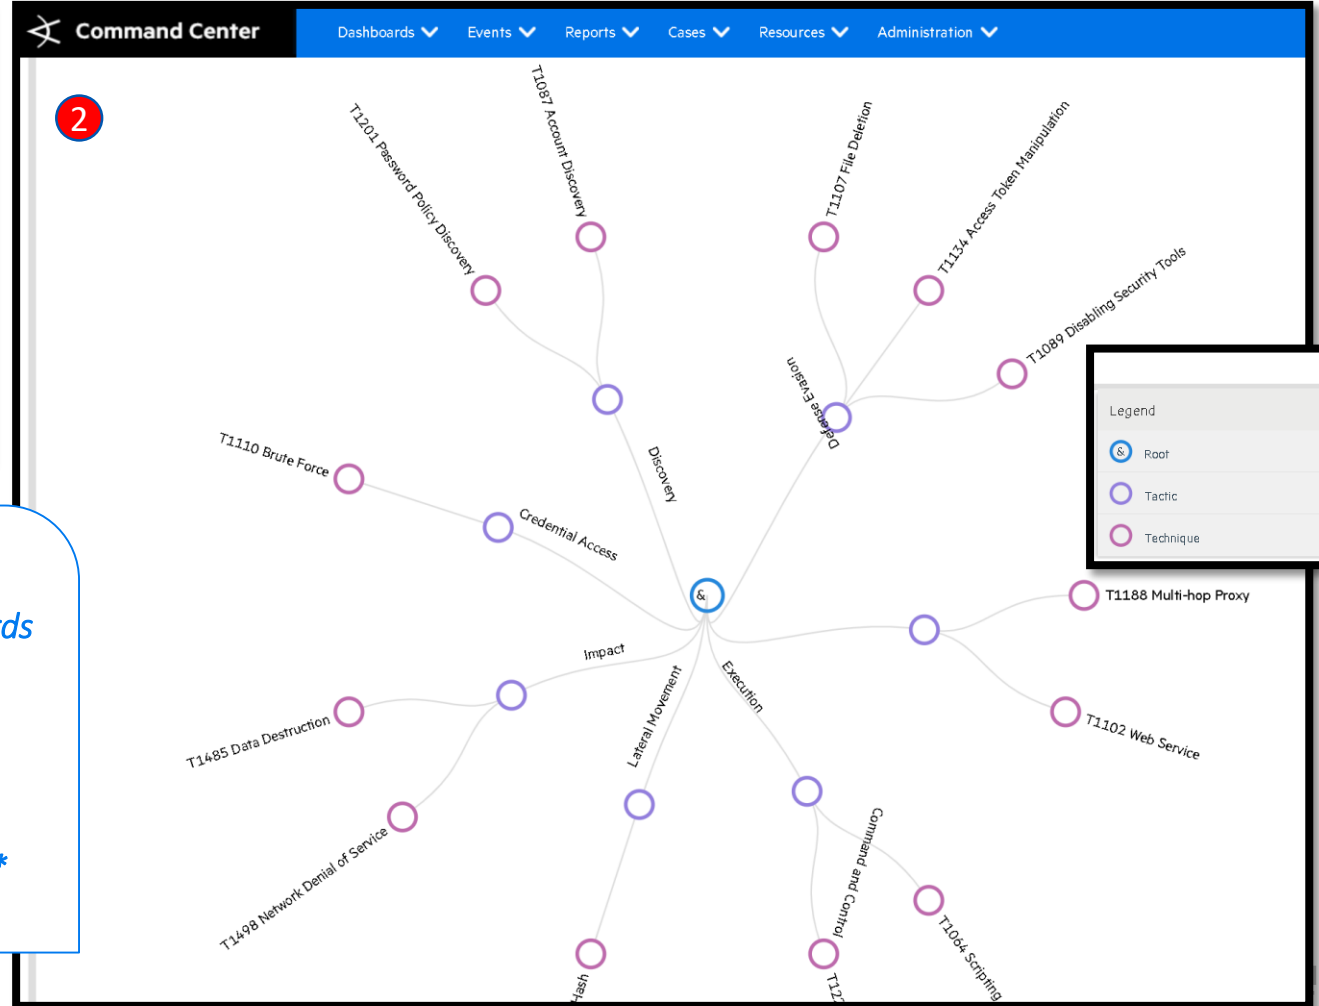 Command Center
Dashboards
Events
Reports
Cases
Resources
Administration
2
T1087 Account Discovery
T1201 Password Policy Discovery
T1107 File Deletion
T1134 Access Token Manipulation
T1089 Disabling Security Tools
Defense Evasion
Discovery
T1110 Brute Force
Credential Access
Legend
&
Root
Tactic
Technique
&
T1188 Multi-hop Proxy
T1102 Web Service
Impact
Lateral Movement
Execution
T1485 Data Destruction
T1498 Network Denial of Service
Command and Control
T1064 Scripting
Hash
*